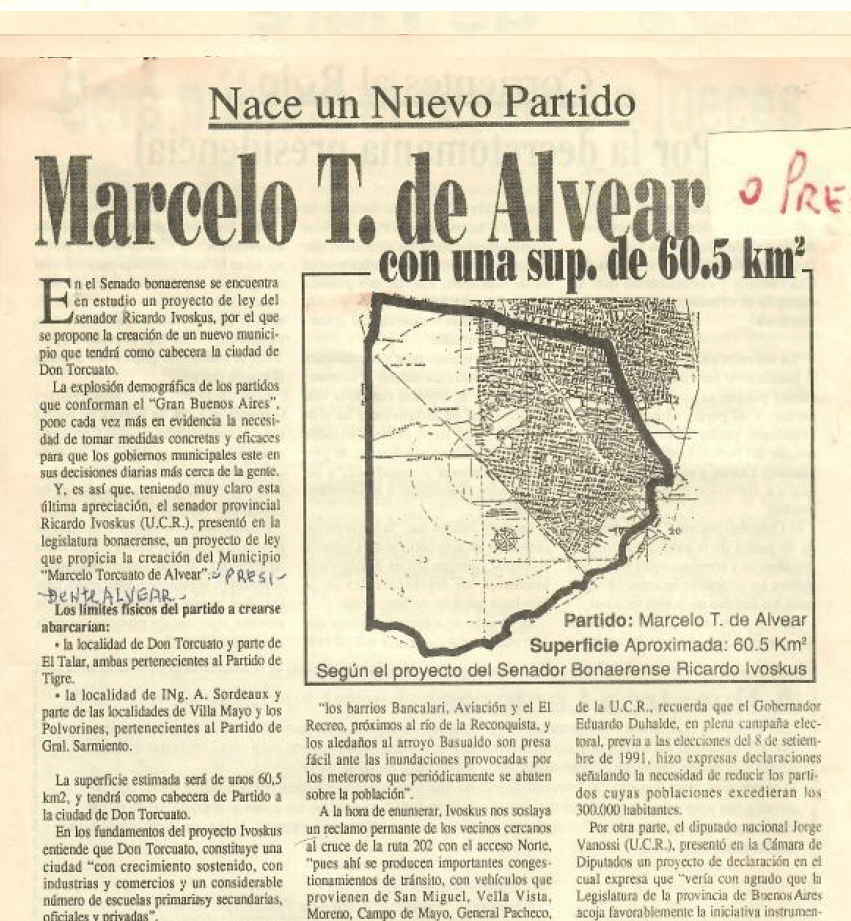 Nace un Nuevo Partido
Marcelo T. de Alvear
o PRE
con una sup. de 60.5 km²
En el Senado bonaerense se encuentra
en estudio un proyecto de ley del
senador Ricardo Ivoskus, por el que
se propone la creación de un nuevo munici-
pio que tendrá como cabecera la ciudad de
Don Torcuato.
La explosión demográfica de los partidos
que conforman el "Gran Buenos Aires",
pone cada vez más en evidencia la necesi-
dad de tomar medidas concretas y eficaces
para que los gobiernos municipales este en
sus decisiones diarias más cerca de la gente.
Y, es así que, teniendo muy claro esta
última apreciación, el senador provincial
Ricardo Ivoskus (U.C.R.), presentó en la
legislatura bonaerense, un proyecto de ley
que propicia la creación del Municipio
"Marcelo Torcuato de Alvear". o PRESI-
DENTE ALVEAR.
Los límites físicos del partido a crearse
abarcarían:
• la localidad de Don Torcuato y parte de
El Talar, ambas pertenecientes al Partido de
Tigre.
• la localidad de INg. A. Sordeaux y
parte de las localidades de Villa Mayo y los
Polvorines, pertenecientes al Partido de
Gral. Sarmiento.
La superficie estimada será de unos 60,5
km2, y tendrá como cabecera de Partido a
la ciudad de Don Torcuato.
En los fundamentos del proyecto Ivoskus
entiende que Don Torcuato, constituye una
ciudad "con crecimiento sostenido, con
industrias y comercios y un considerable
número de escuelas primariasy secundarias,
oficiales y privadas".
Partido: Marcelo T. de Alvear
Superficie Aproximada: 60.5 Km²
Según el proyecto del Senador Bonaerense Ricardo Ivoskus
"los barrios Bancalari, Aviación y el El
Recreo, próximos al río de la Reconquista, y
los aledaños al arroyo Basualdo son presa
fácil ante las inundaciones provocadas por
los meteroros que periódicamente se abaten
sobre la población".
A la hora de enumerar, Ivoskus nos soslaya
un reclamo permante de los vecinos cercanos
al cruce de la ruta 202 con el acceso Norte,
"pues ahí se producen importantes conges-
tionamientos de tránsito, con vehículos que
provienen de San Miguel, Vella Vista,
Moreno, Campo de Mayo, General Pacheco,
de la U.C.R., recuerda que el Gobernador
Eduardo Duhalde, en plena campaña elec-
toral, previa a las elecciones del 8 de setiem-
bre de 1991, hizo expresas declaraciones
señalando la necesidad de reducir los parti-
dos cuyas poblaciones excedieran los
300.000 habitantes.
Por otra parte, el diputado nacional Jorge
Vanossi (U.C.R.), presentó en la Cámara de
Diputados un proyecto de declaración en el
cual expresa que "vería con agrado que la
Legislatura de la provincia de Buenos Aires
acoja favorablemente la iniciativa instrumen-